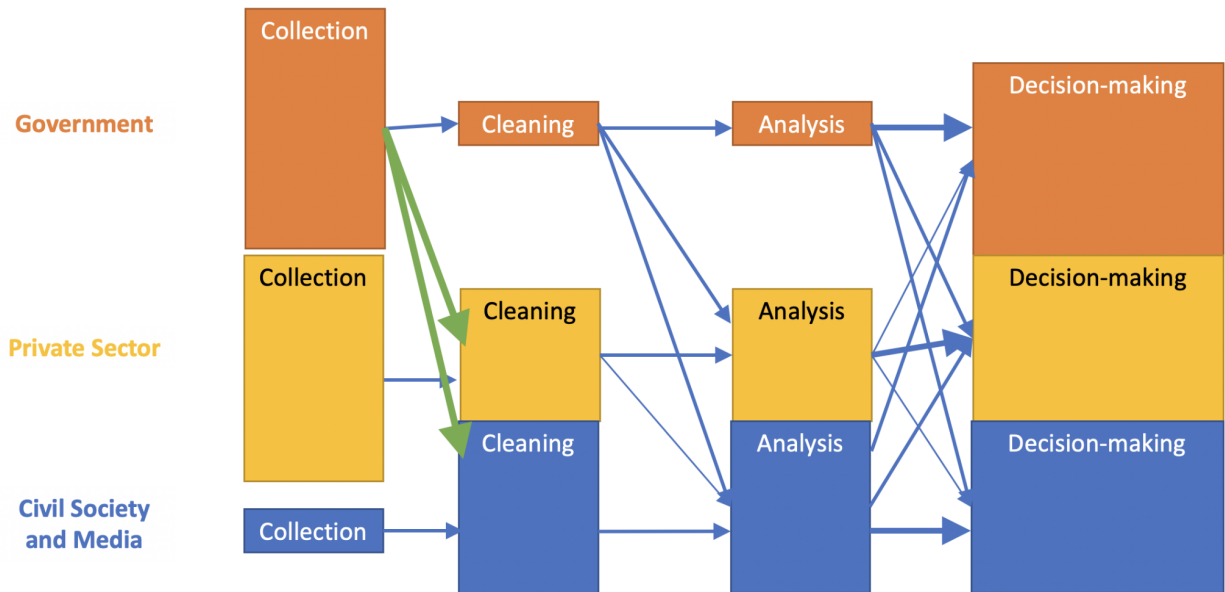 Collection
Decision-making
Government
Cleaning
Analysis
Collection
Decision-making
Private Sector
Cleaning
Analysis
Cleaning
Analysis
Decision-making
Civil Society
and Media
Collection